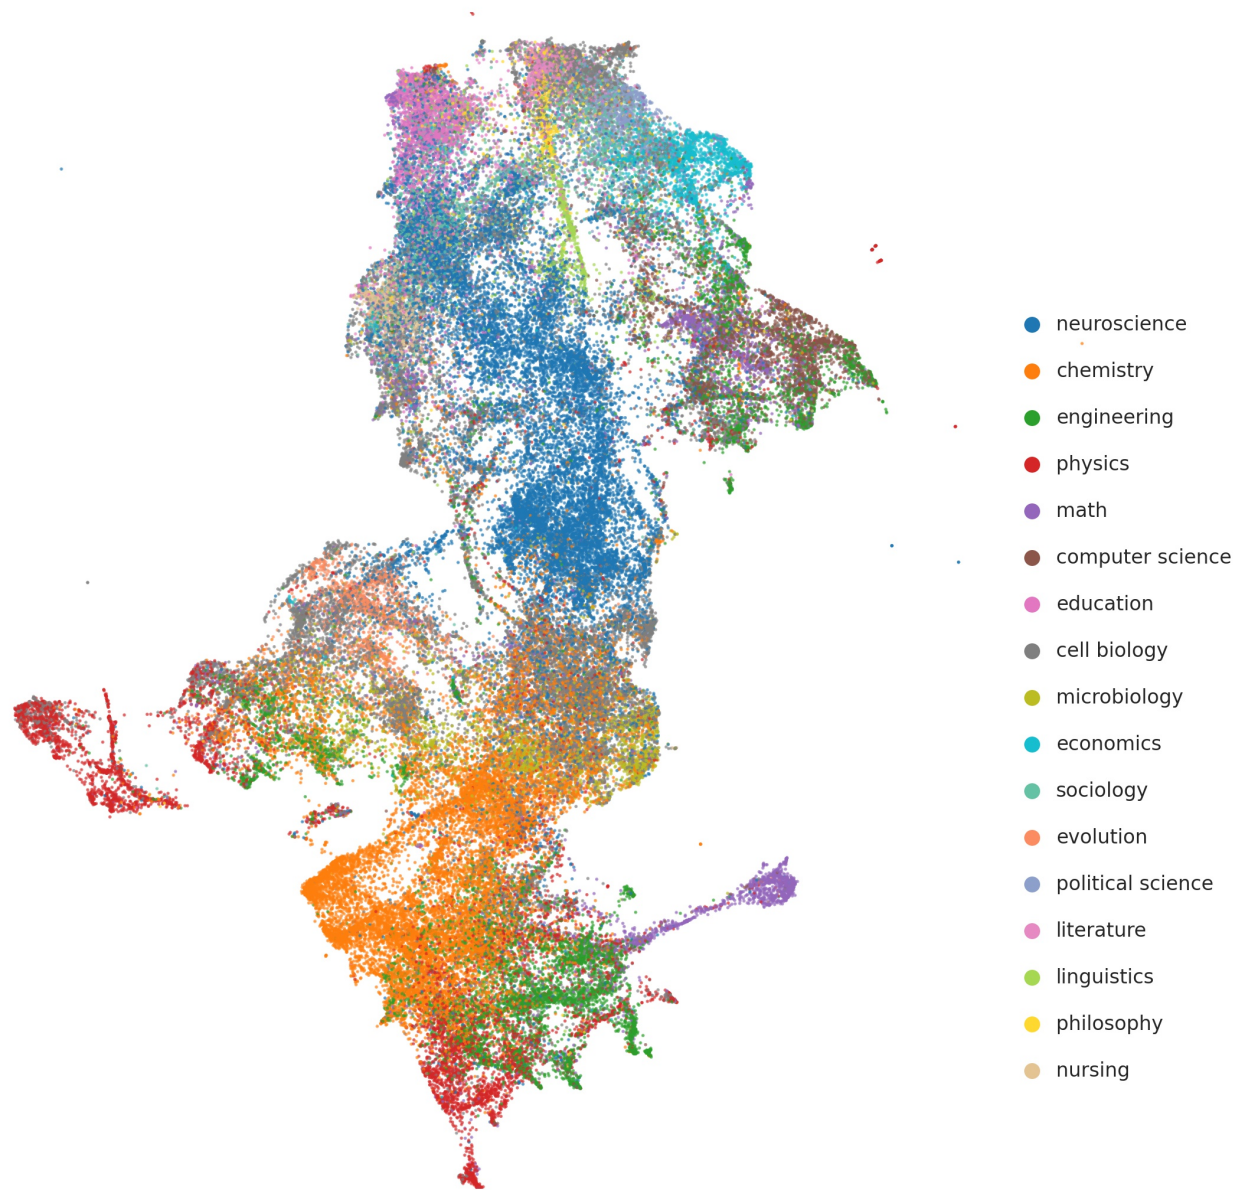 neuroscience
chemistry
engineering
physics
math
computer science
education
cell biology
microbiology
economics
sociology
evolution
political science
literature
linguistics
philosophy
nursing